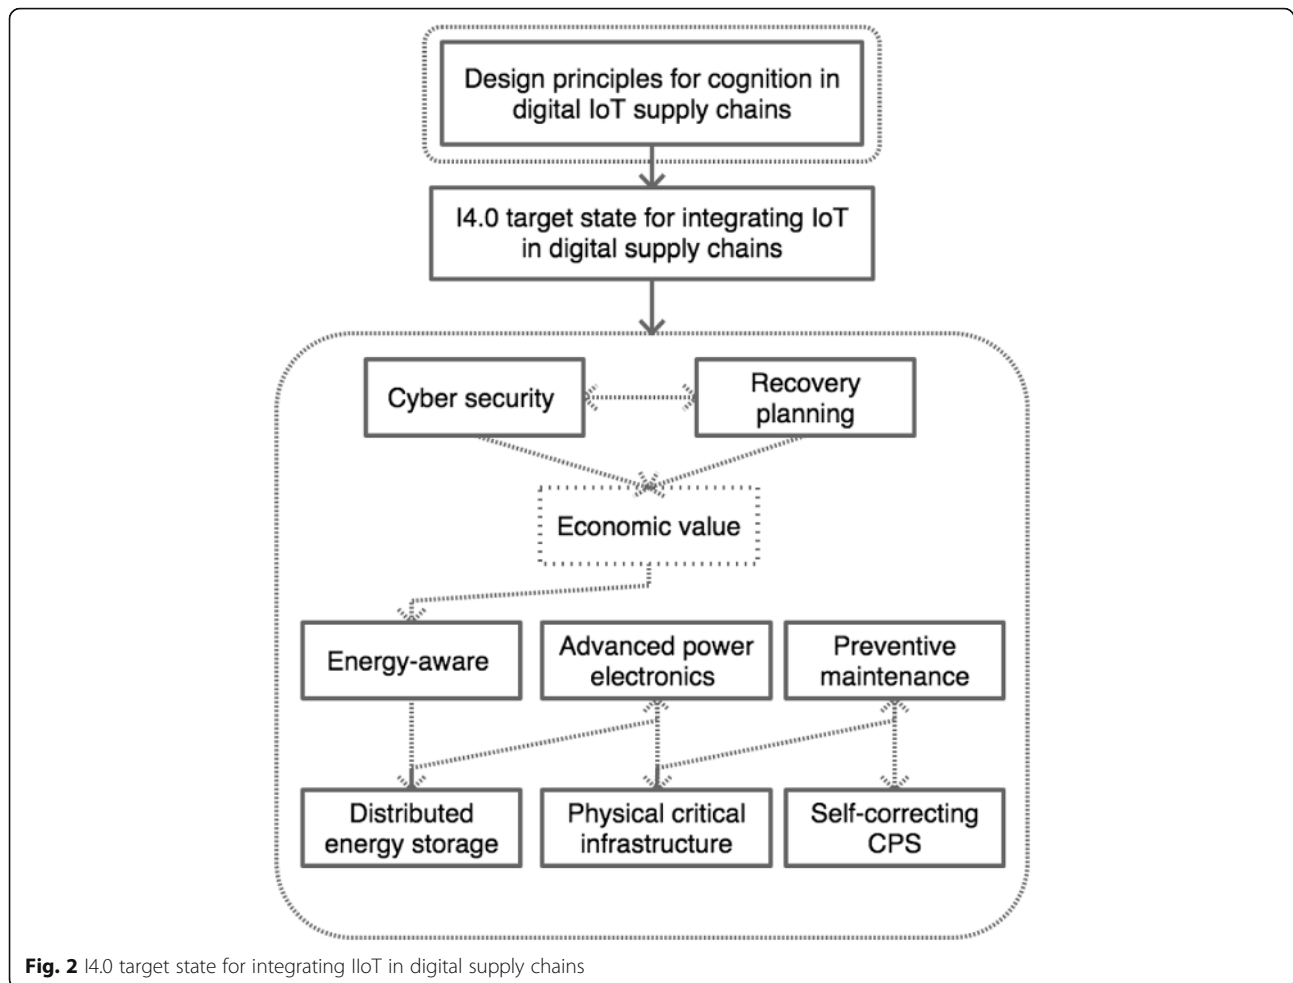 Design principles for cognition in
digital IoT supply chains
I4.0 target state for integrating IoT
in digital supply chains
Cyber security
Recovery
planning
Economic value
Energy-aware
Advanced power
electronics
Preventive
maintenance
Distributed
energy storage
Physical critical
infrastructure
Self-correcting
CPS
Fig. 2 I4.0 target state for integrating IIoT in digital supply chains